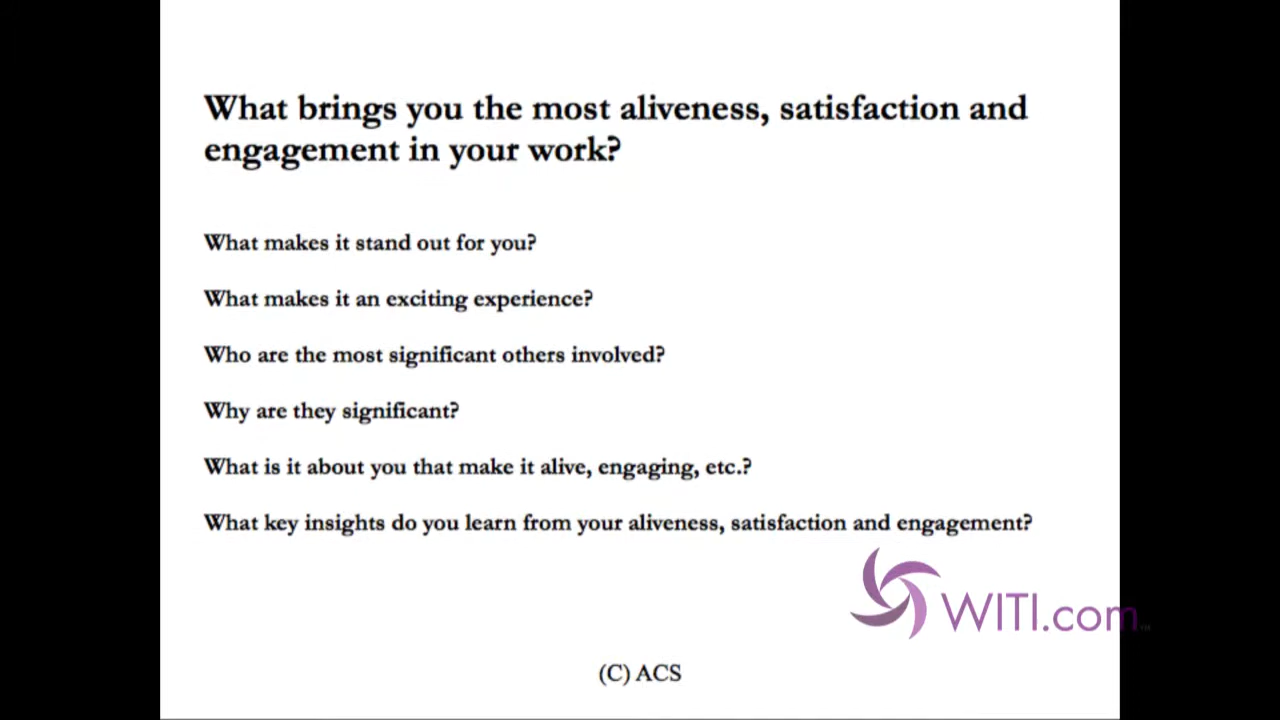 What brings you the most aliveness, satisfaction and
engagement in your work?
What makes it stand out for you?
What makes it an exciting experience?
Who are the most significant others involved?
Why are they significant?
What is it about you that make it alive, engaging, etc.?
What key insights do you learn from your aliveness, satisfaction and engagement?
WITI.com
(C) ACS